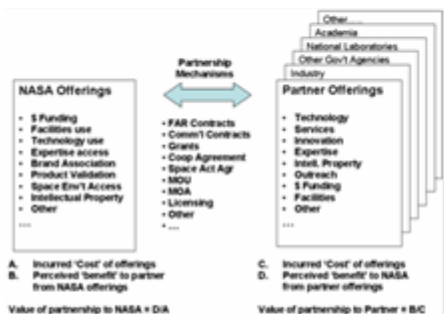 Other.....
Academia
National Laboratories
Other Gov't Agencies
Industry
Partnership
Mechanisms
NASA Offerings
• $ Funding
• Facilities use
• Technology use
• Expertise access
• Brand Association
• Product Validation
• Space Env't Access
• Intellectual Property
• Other
...
• FAR Contracts
• Comm'l Contracts
• Grants
• Coop Agreement
• Space Act Agr
• MOU
• MOA
• Licensing
• Other
• ...
Partner Offerings
• Technology
• Services
• Innovation
• Expertise
• Intell. Property
• Outreach
• $ Funding
• Facilities
• Other
...
A. Incurred 'Cost' of offerings
B. Perceived 'benefit' to partner
from NASA offerings
Value of partnership to NASA = D/A
C. Incurred 'Cost' of offerings
D. Perceived 'benefit' to NASA
from partner offerings
Value of partnership to Partner = B/C